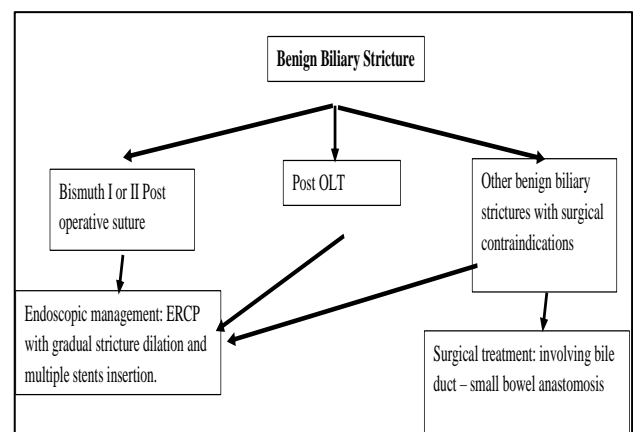 Benign Biliary Stricture
Bismuth I or II Post
operative suture
Post OLT
Other benign biliary
strictures with surgical
contraindications
Endoscopic management: ERCP
with gradual stricture dilation and
multiple stents insertion.
Surgical treatment: involving bile
duct – small bowel anastomosis